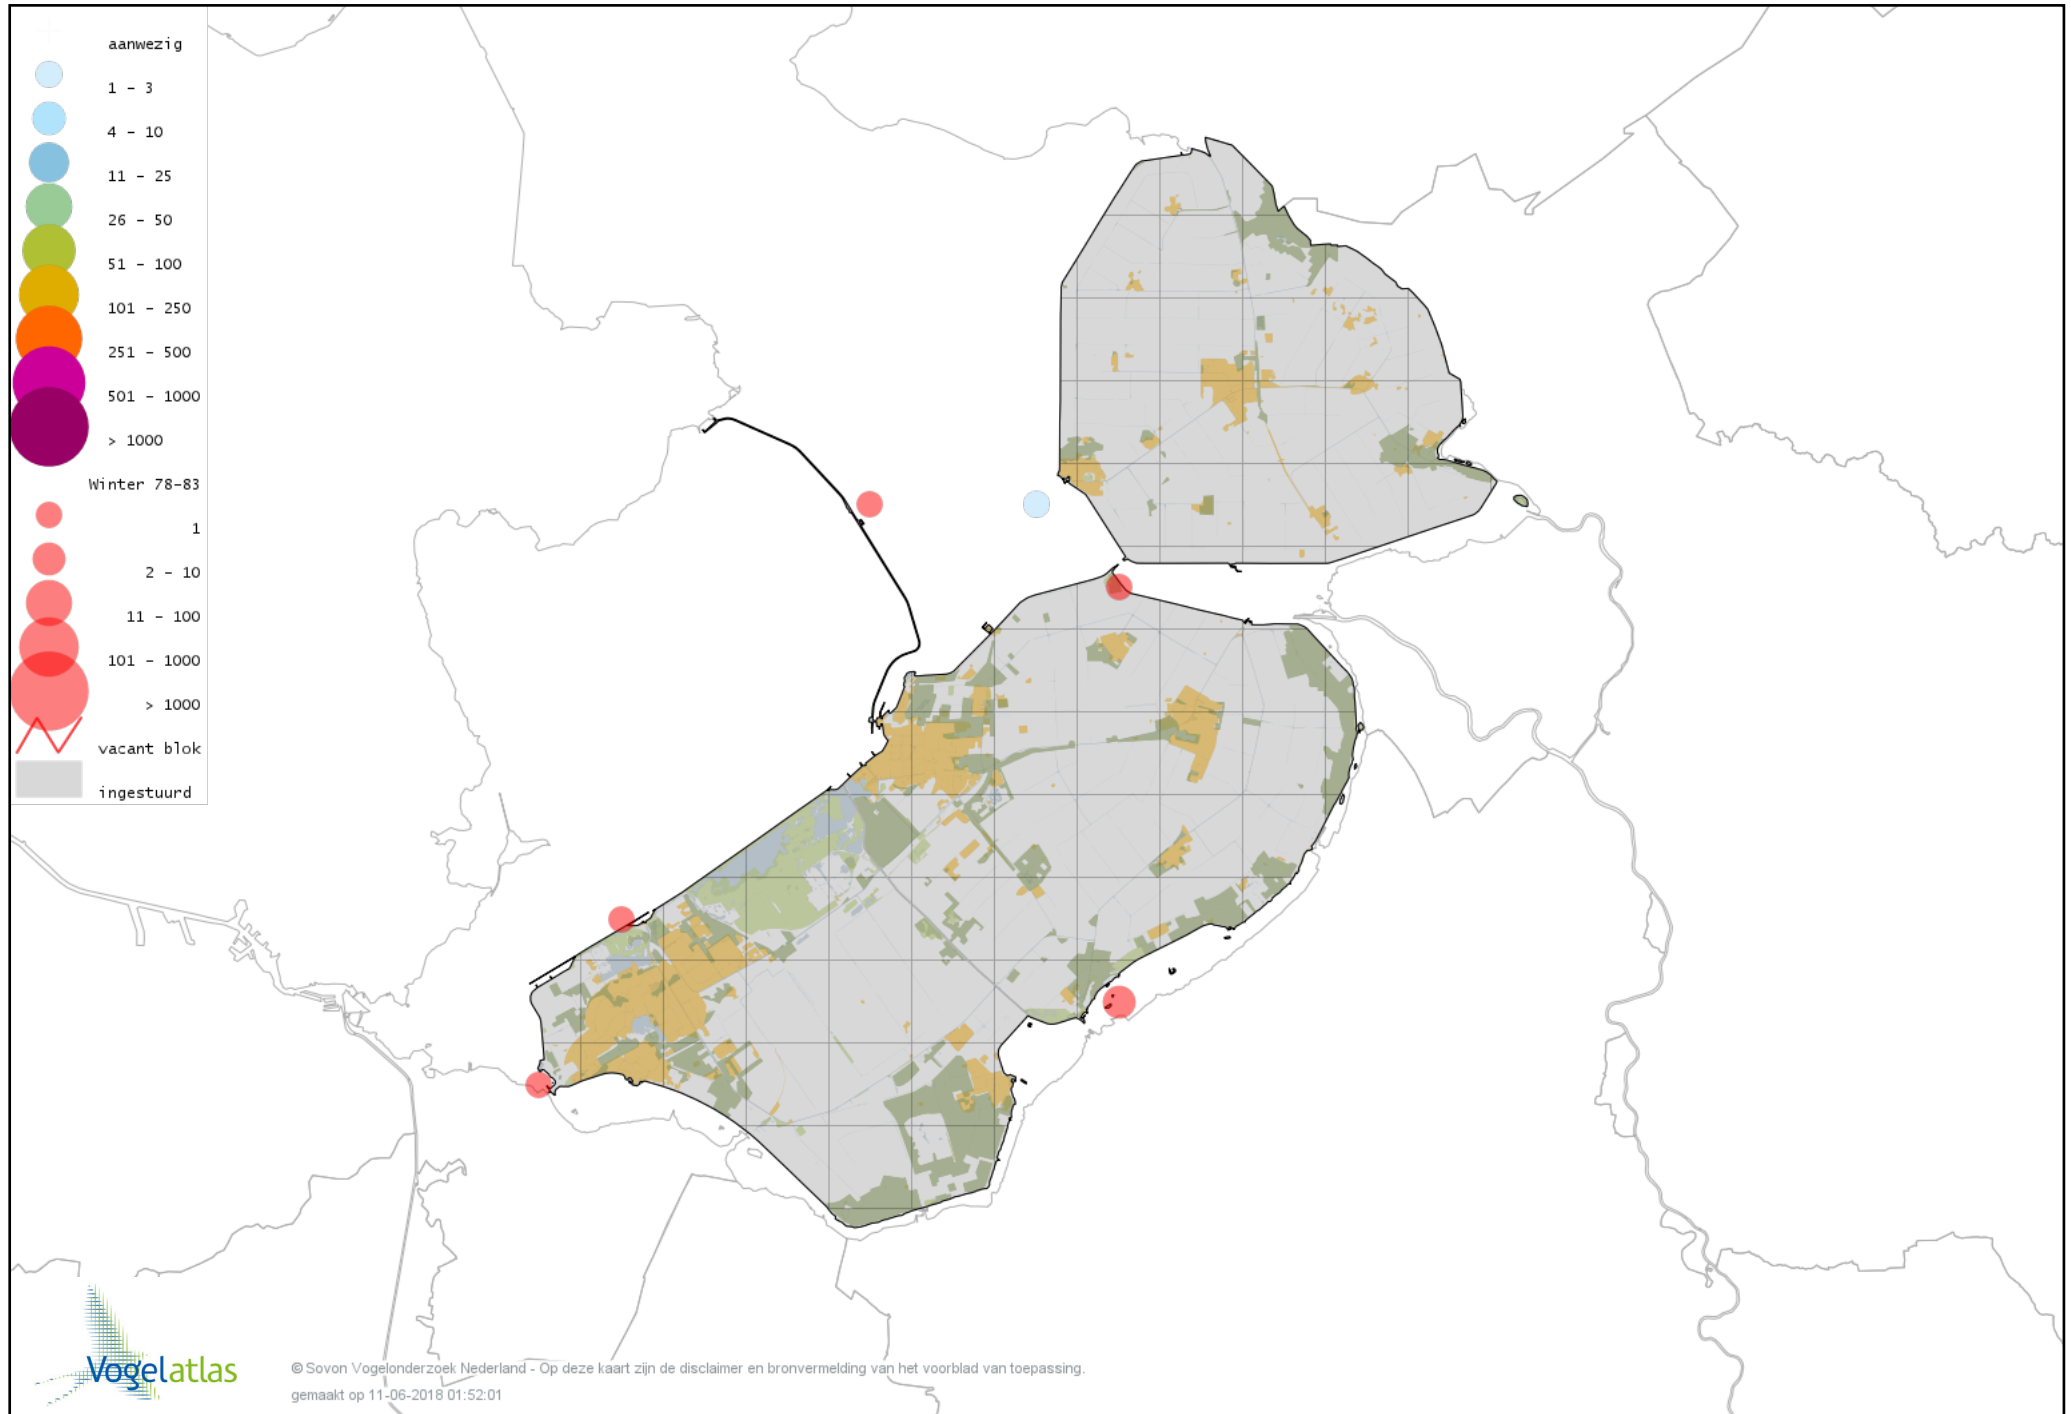 aanwezig
1 – 3
4 – 10
11 – 25
26 – 50
51 – 100
101 – 250
251 – 500
501 – 1000
> 1000
Winter 78-83
1
2 – 10
11 – 100
101 – 1000
> 1000
vacant blok
ingestuurd
Vogelatlas
© Sovon Vogelonderzoek Nederland - Op deze kaart zijn de disclaimer en bronvermelding van het voorblad van toepassing.
gemaakt op 11-06-2018 01:52:01